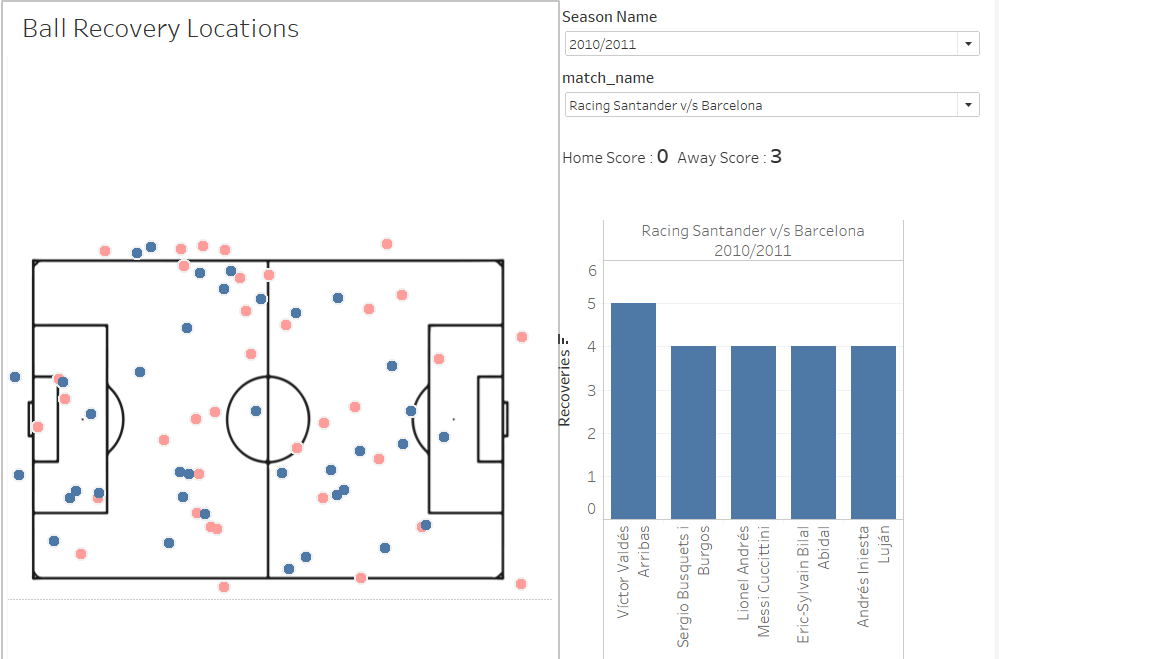 Ball Recovery Locations
Season Name
2010/2011
match_name
Racing Santander v/s Barcelona
Home Score : 0 Away Score : 3
Racing Santander v/s Barcelona
2010/2011
Recoveries
6
5
4
3
2
1
0
Víctor Valdés
Arribas
Sergio Busquets i
Burgos
Lionel Andrés
Messi Cuccittini
Eric-Sylvain Bilal
Abidal
Andrés Iniesta
Luján